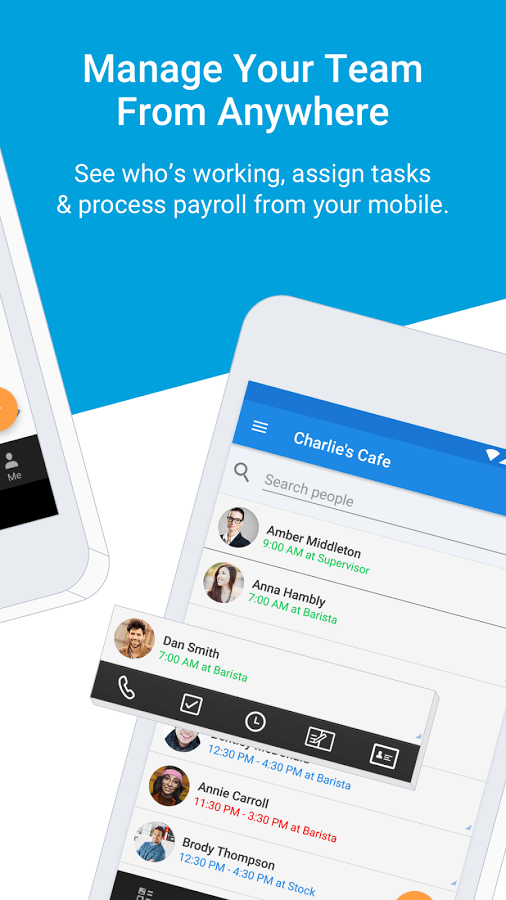 Manage Your Team
From Anywhere
See who's working, assign tasks
& process payroll from your mobile.
Me
Charlie's Cafe
Search people
Amber Middleton
9:00 AM at Supervisor
Anna Hambly
7:00 AM at Barista
Dan Smith
7:00 AM at Barista
12:30 PM - 4:30 PM at Barista
Annie Carroll
11:30 PM - 3:30 PM at Barista
Brody Thompson
12:30 PM - 4:30 PM at Stock